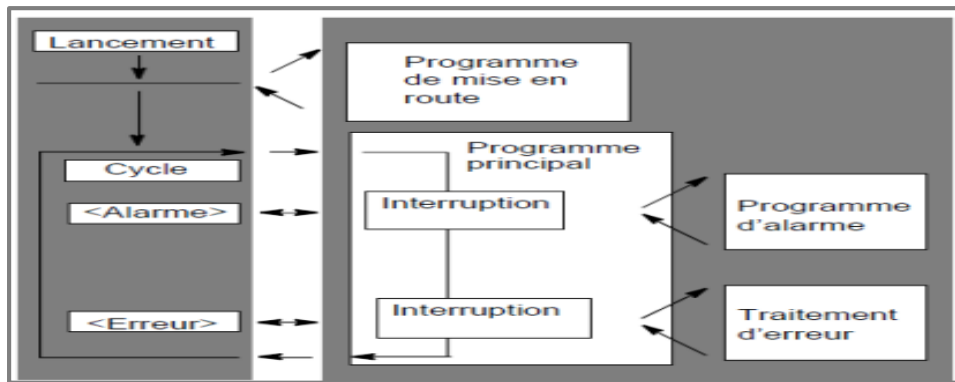 Lancement
Programme
de mise en
route
Programme
principal
Cycle
<Alarme>
Interruption
Programme
d'alarme
<Erreur>
Interruption
Traitement
d'erreur